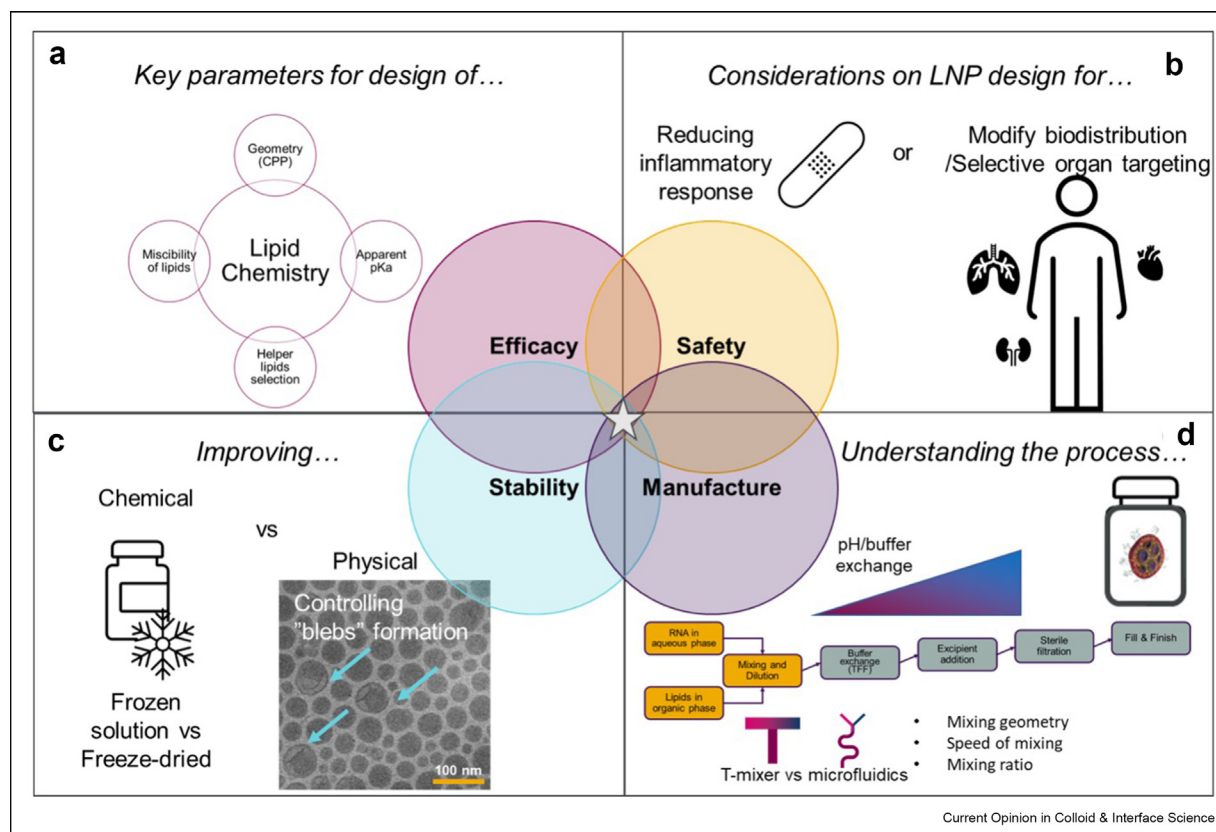 a
Key parameters for design of…
Geometry
(CPP)
Miscibility
of lipids
Lipid
Chemistry
Apparent
pKa
Helper
lipids
selection
b
Considerations on LNP design for…
Reducing
inflammatory
response
or
Modify biodistribution
/Selective organ targeting
Efficacy
Safety
Stability
Manufacture
c
Improving…
Chemical
vs
Physical
Controlling
”blebs” formation
100 nm
Frozen
solution vs
Freeze-dried
d
Understanding the process…
pH/buffer
exchange
RNA in
aqueous phase
Lipids in
organic phase
Mixing and
Dilution
Buffer
exchange
(TFF)
Excipient
addition
Sterile
filtration
Fill & Finish
T-mixer vs microfluidics
• Mixing geometry
• Speed of mixing
• Mixing ratio
Current Opinion in Colloid & Interface Science